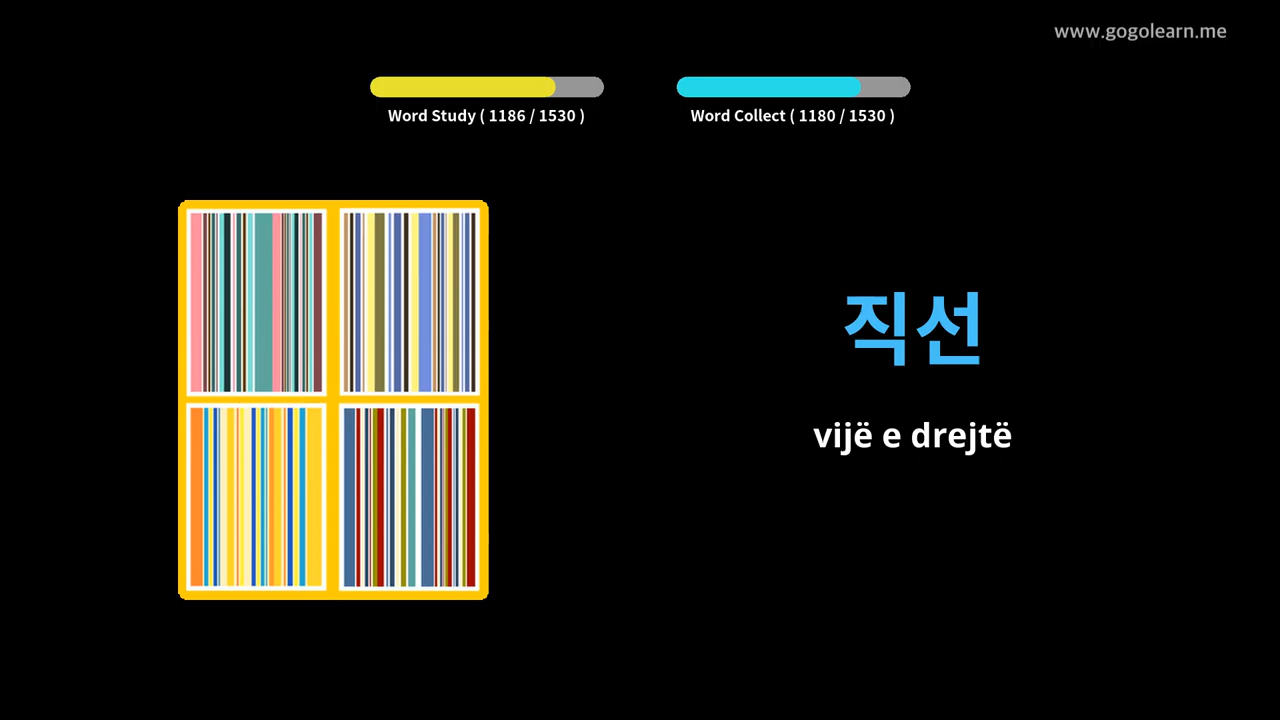 www.gogolearn.me
Word Study ( 1186 / 1530 )
Word Collect ( 1180 / 1530 )
직선
vijë e drejtë